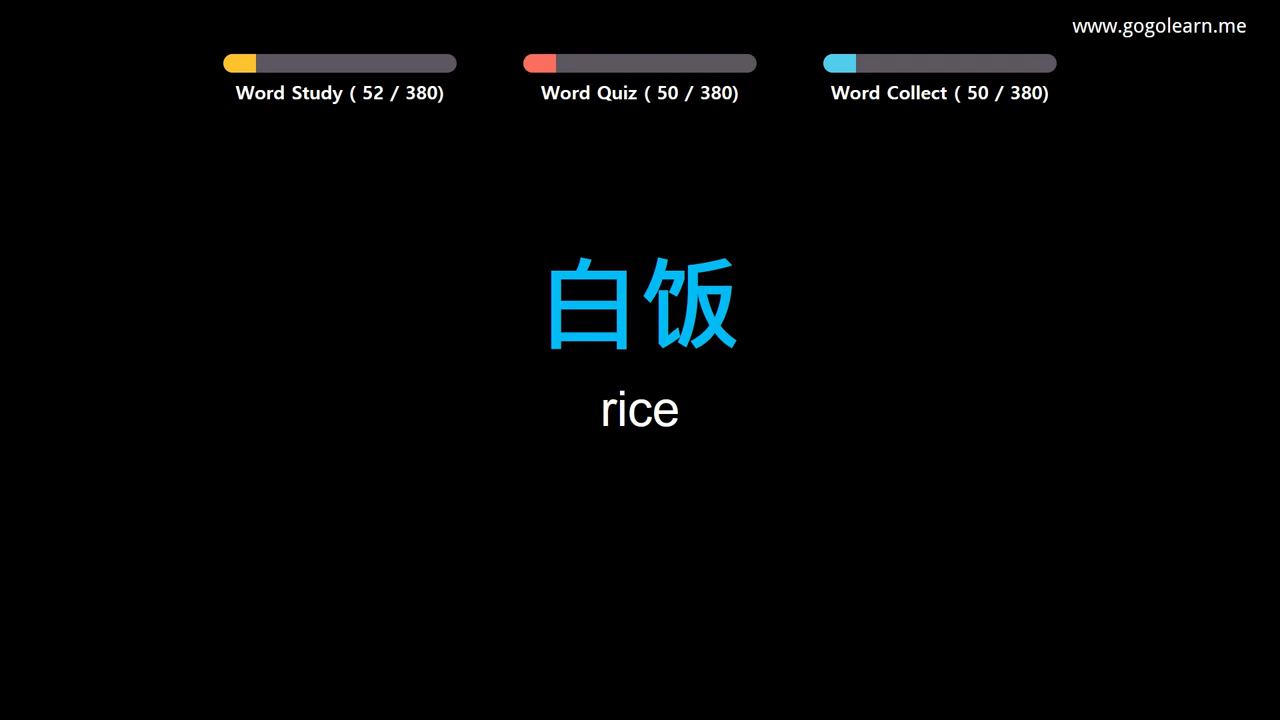 www.gogolearn.me
Word Study ( 52 / 380)
Word Quiz ( 50 / 380)
Word Collect ( 50 / 380)
白饭
rice